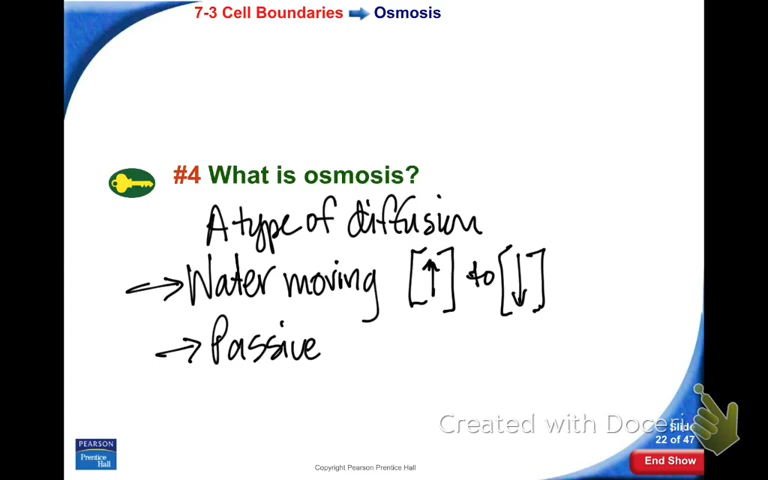 7-3 Cell Boundaries ➡ Osmosis
#4 What is osmosis?
A type of diffusion
→ Water moving [↑] to [↓]
→ Passive
Created with Doceri
Slide
22 of 47
End Show
PEARSON
Prentice
Hall
Copyright Pearson Prentice Hall